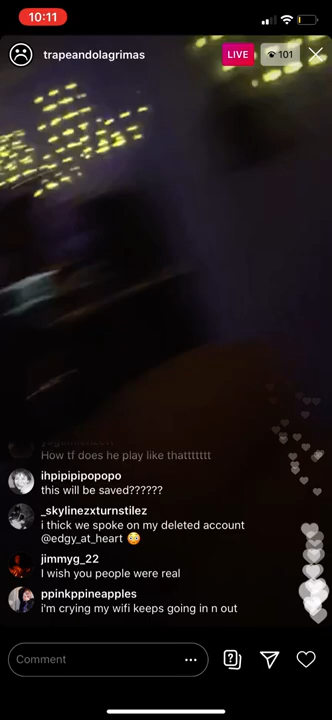 10:11
trapeandolagrimas
LIVE
101
How tf does he play like thattttttt
ihpipipipopopo
this will be saved??????
_skylinezxturnstilez
i thick we spoke on my deleted account
@edgy_at_heart 😳
jimmyg_22
I wish you people were real
ppinkppineapples
i'm crying my wifi keeps going in n out
Comment